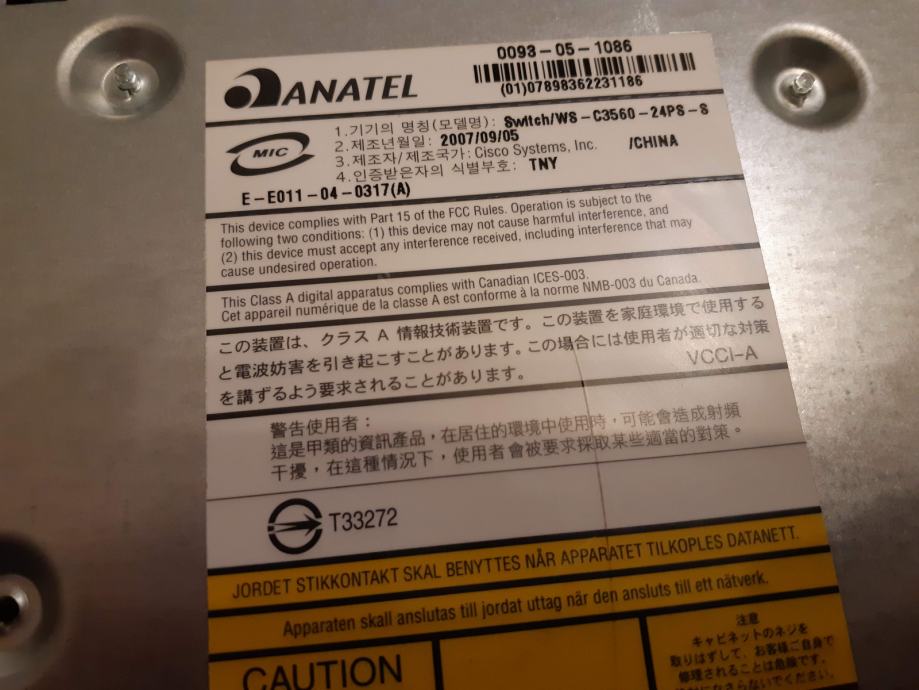 ANATEL
0093-05-1086
(01)07898362231186
MIC
1.기기의 명칭(모델명): Switch/WS-C3560-24PS-S
2.제조년월일: 2007/09/05
3.제조자/제조국가: Cisco Systems, Inc. /CHINA
4.인증받은자의 식별부호: TNY
E-E011-04-0317(A)
This device complies with Part 15 of the FCC Rules. Operation is subject to the
following two conditions: (1) this device may not cause harmful interference, and
(2) this device must accept any interference received, including interference that may
cause undesired operation.
This Class A digital apparatus complies with Canadian ICES-003.
Cet appareil numérique de la classe A est conforme à la norme NMB-003 du Canada.
この装置は、クラス A 情報技術装置です。この装置を家庭環境で使用する
と電波妨害を引き起こすことがあります。この場合には使用者が適切な対策
を講ずるよう要求されることがあります。
VCCI-A
警告使用者：
這是甲類的資訊產品，在居住的環境中使用時，可能會造成射頻
干擾，在這種情況下，使用者會被要求採取某些適當的對策。
T33272
JORDET STIKKONTAKT SKAL BENYTTES NÅR APPARATET TILKOPLES DATANETT.
Apparaten skall anslutas till jordat uttag när den ansluts till ett nätverk.
CAUTION
注意
キャビネットのネジを
取りはずして、お客様ご自身で
修理されることは危険です。